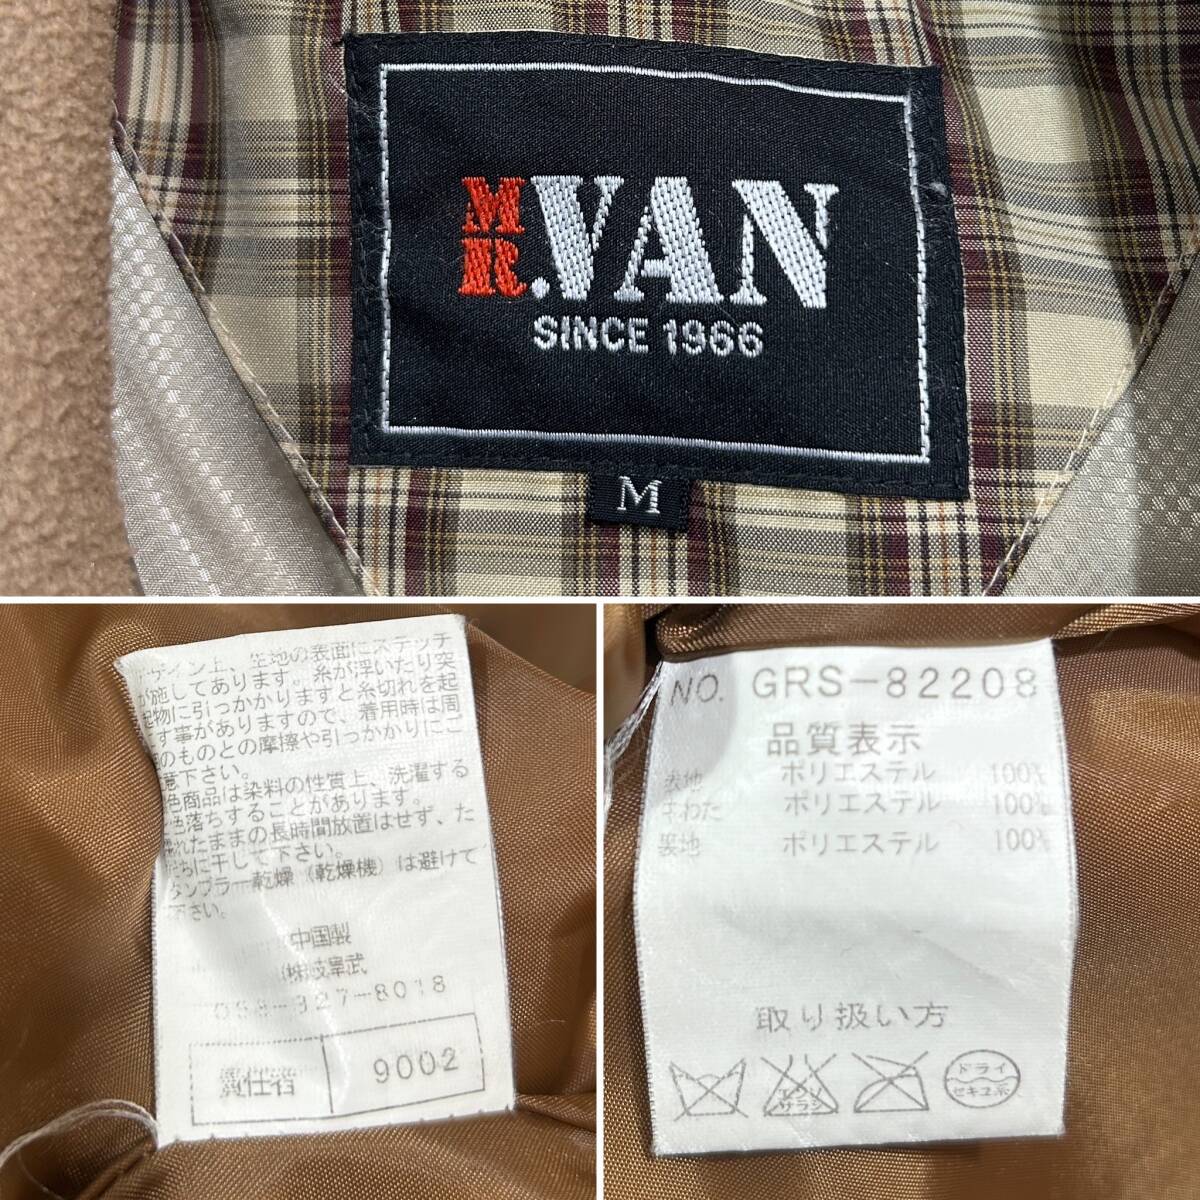 MR.VAN
SINCE 1966
M
デザイン上、生地の表面にステッチ
が施してあります。糸が浮いたり突
起物に引っかかりますと糸切れを起
す事がありますので、着用時は周
のものとの摩擦や引っかかりにご
意下さい。
色商品は染料の性質上、洗濯する
色落ちすることがあります。
濡れたままの長時間放置はせず、た
だちに干して下さい。
タンブラー乾燥（乾燥機）は避けて
下さい。
中国製
㈱岐阜武
058-327-8018
責任者 9002
NO. GRS-82208
品質表示
表地 ポリエステル 100%
中わた ポリエステル 100%
裏地 ポリエステル 100%
取り扱い方
エンソ サラシ
ドライ
セキユ系